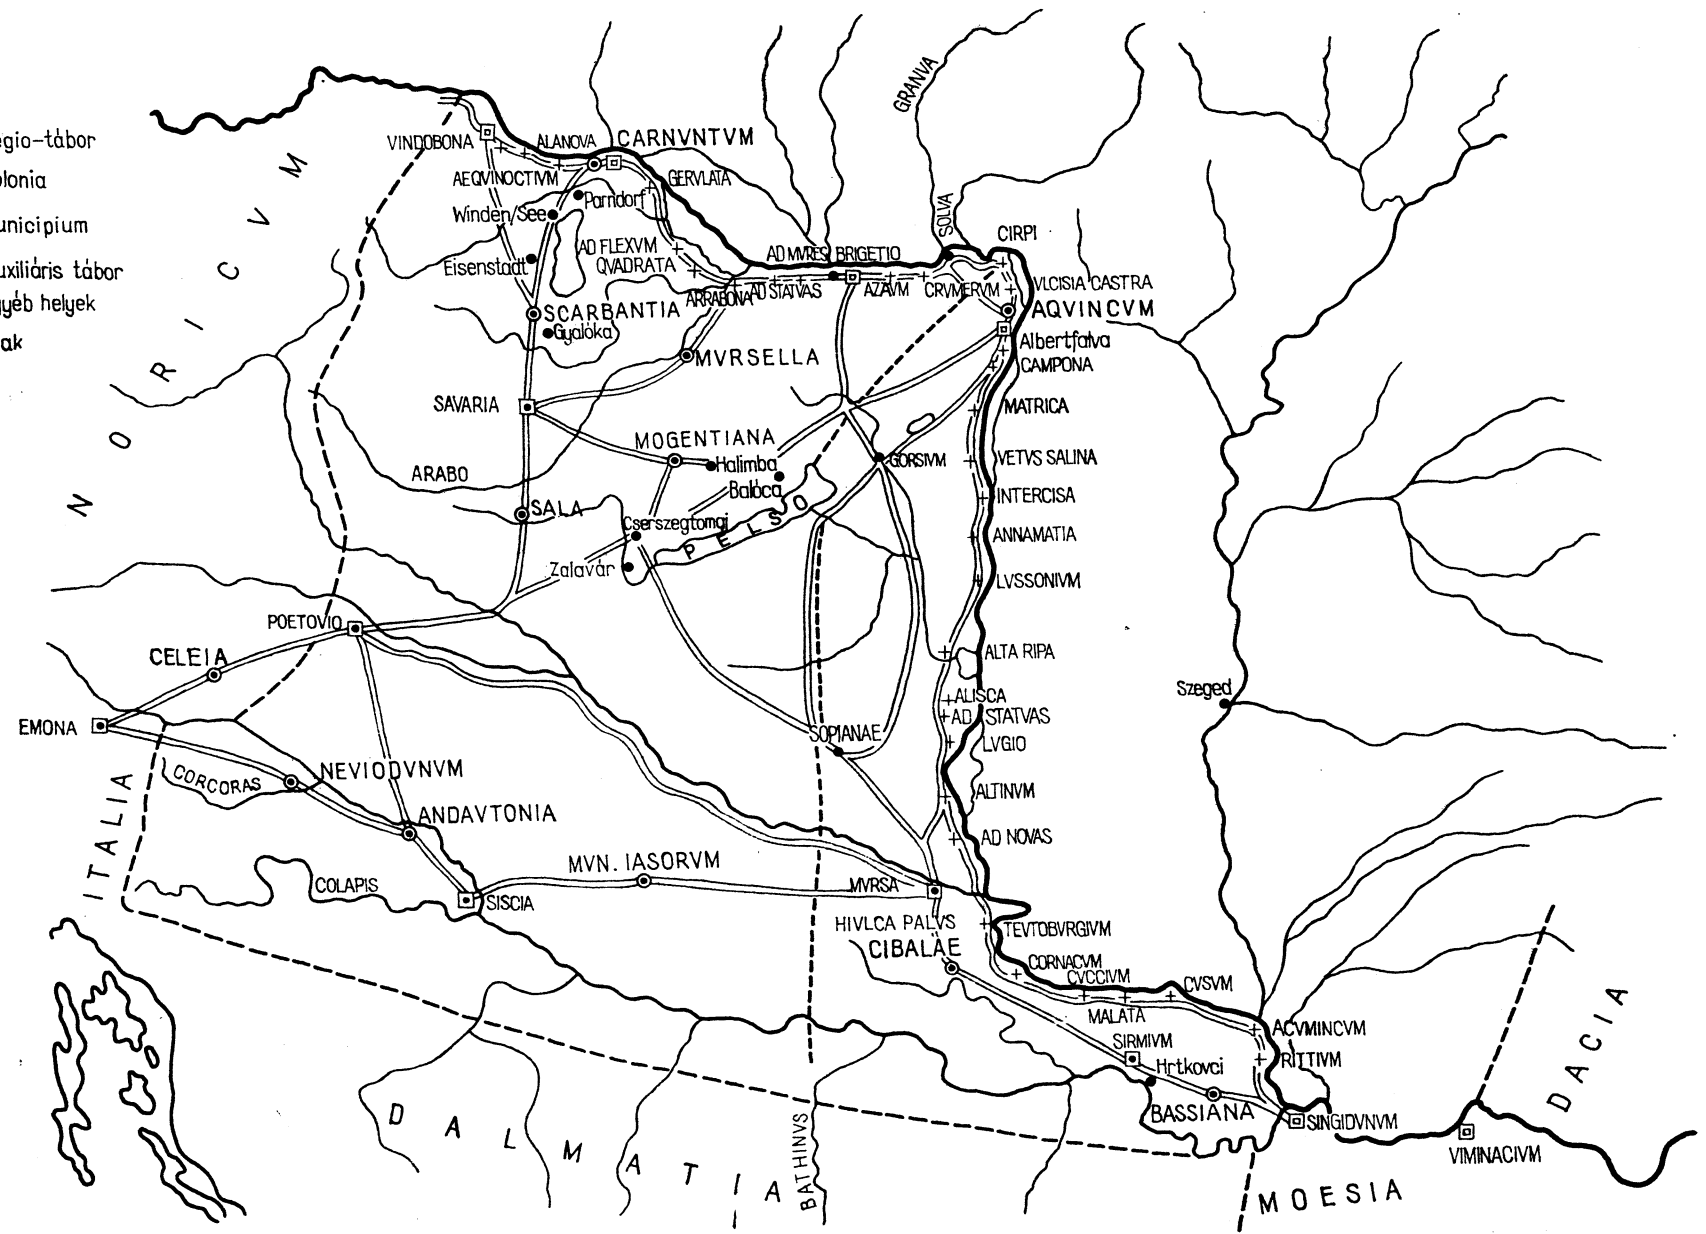 égio-tábor
olonia
unicipium
uxiliáris tábor
gyéb helyek
ak
NORICVM
VINDOBONA
ALANOVA
CARNVNTVM
AEQVINOCTIVM
GERVLATA
Parndorf
Winden/See
AD FLEXVM
QVADRATA
Eisenstadt
ARRABONA
AD STATVAS
AD MVRES
BRIGETIO
AZAVM
CRVMERVM
GRANVA
SOLVA
CIRPI
VLCISIA CASTRA
AQVINCVM
Albertfalva
CAMPONA
SCARBANTIA
Gyalóka
MVRSELLA
SAVARIA
MATRICA
MOGENTIANA
Halimba
Balóca
GORSIVM
VETVS SALINA
ARABO
INTERCISA
SALA
Cserszegtomaj
PELSO
ANNAMATIA
Zalavár
LVSSONIVM
POETOVIO
CELEIA
ALTA RIPA
EMONA
ALISCA
AD STATVAS
Szeged
SOPIANAE
LVGIO
ITALIA
CORCORAS
NEVIODVNVM
ALTINVM
ANDAVTONIA
AD NOVAS
MVN. IASORVM
COLAPIS
SISCIA
MVRSA
HIVLCA PALVS
CIBALAE
TEVTOBVRGIVM
CORNACVM
CVCCIVM
CVSVM
MALATA
ACVMINCVM
SIRMIVM
Hrtkovci
RITTIVM
BASSIANA
SINGIDVNVM
VIMINACIVM
DACIA
DALMATIA
BATHINVS
MOESIA